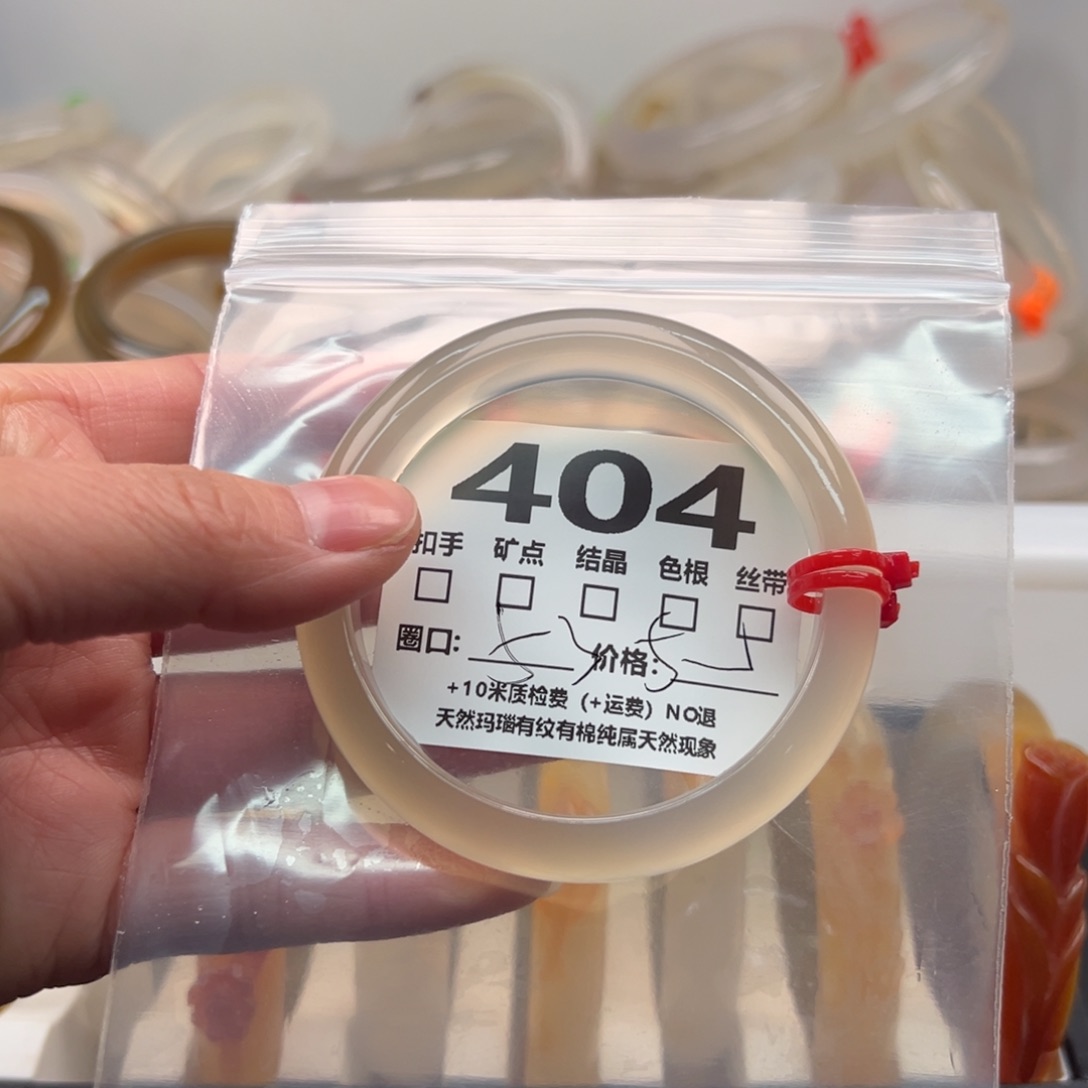 404
扣手 矿点 结晶 色根 丝带
圈口: 价格:
+10米质检费 (+运费) NO退
天然玛瑙有纹有棉纯属天然现象